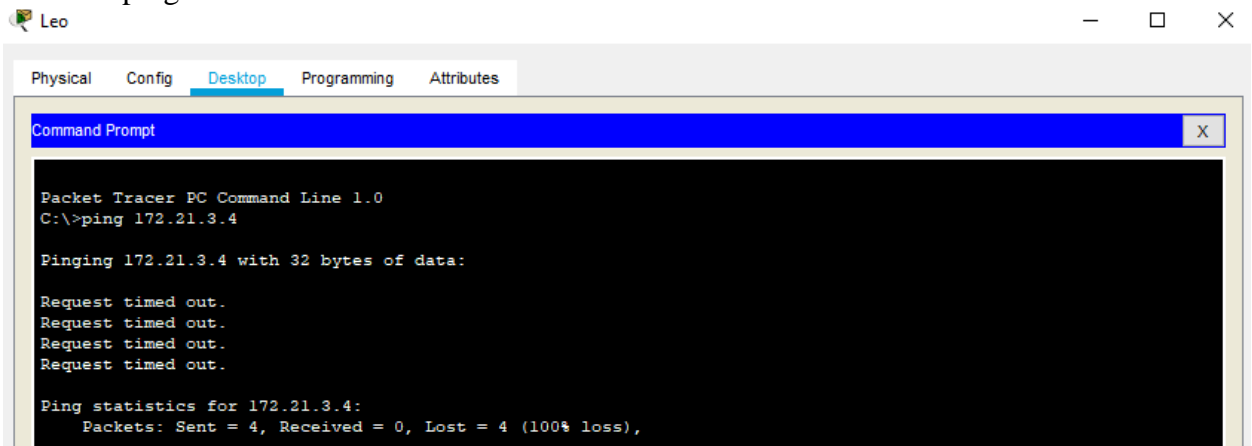 Leo
Physical Config Desktop Programming Attributes
Command Prompt
X
Packet Tracer PC Command Line 1.0
C:\>ping 172.21.3.4
Pinging 172.21.3.4 with 32 bytes of data:
Request timed out.
Request timed out.
Request timed out.
Request timed out.
Ping statistics for 172.21.3.4:
Packets: Sent = 4, Received = 0, Lost = 4 (100% loss),